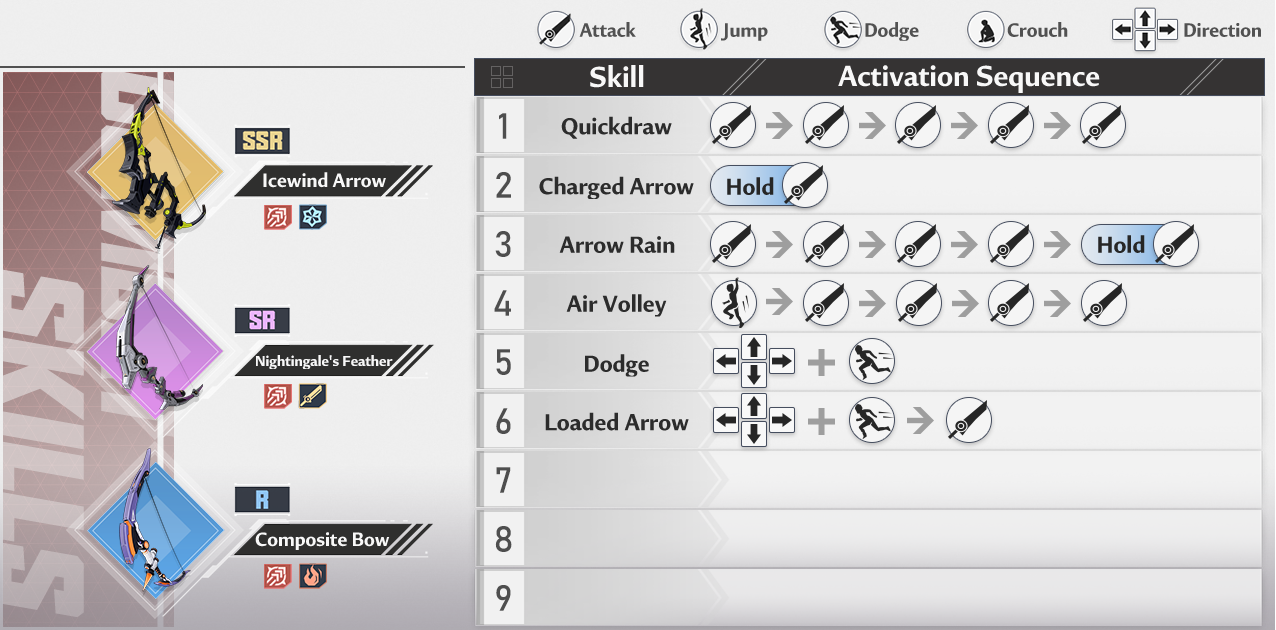 Attack Jump Dodge Crouch Direction
Skill Activation Sequence
SSR
Icewind Arrow
SR
Nightingale's Feather
R
Composite Bow
SKILLS
1 Quickdraw
2 Charged Arrow Hold
3 Arrow Rain Hold
4 Air Volley
5 Dodge
6 Loaded Arrow
7
8
9